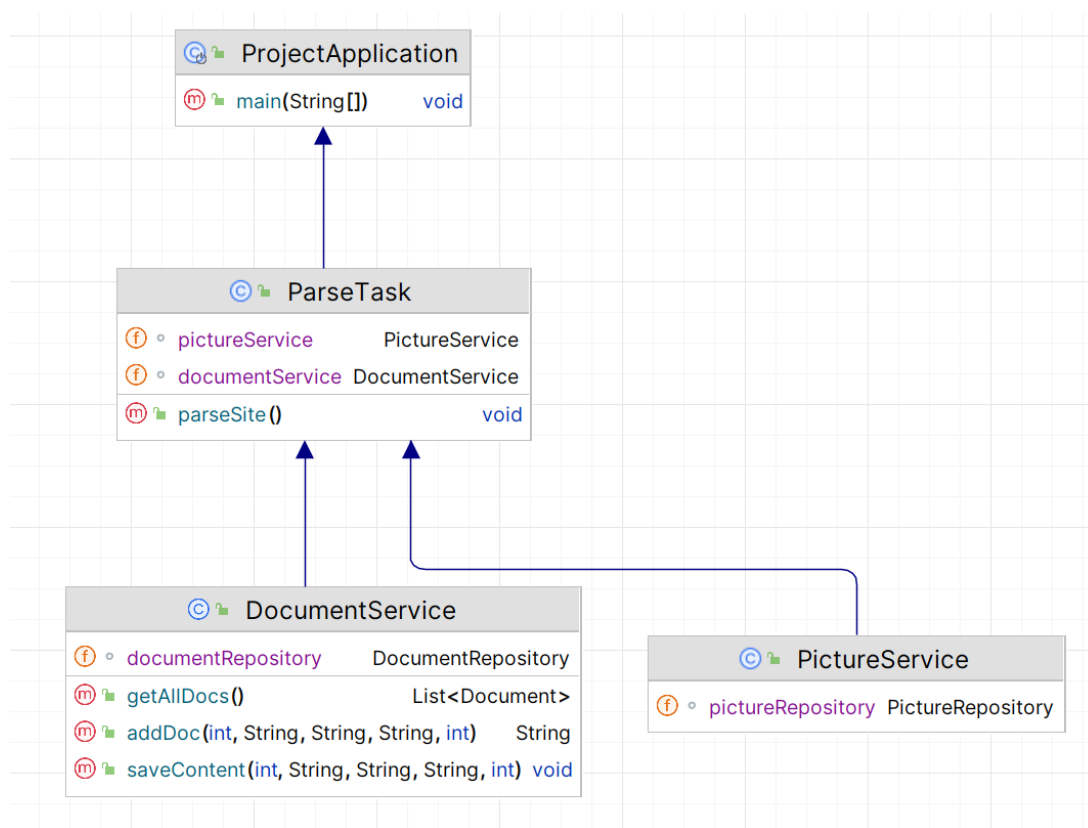 ProjectApplication
main(String[]) void
ParseTask
pictureService PictureService
documentService DocumentService
parseSite() void
DocumentService
documentRepository DocumentRepository
getAllDocs() List<Document>
addDoc(int, String, String, String, int) String
saveContent(int, String, String, String, int) void
PictureService
pictureRepository PictureRepository